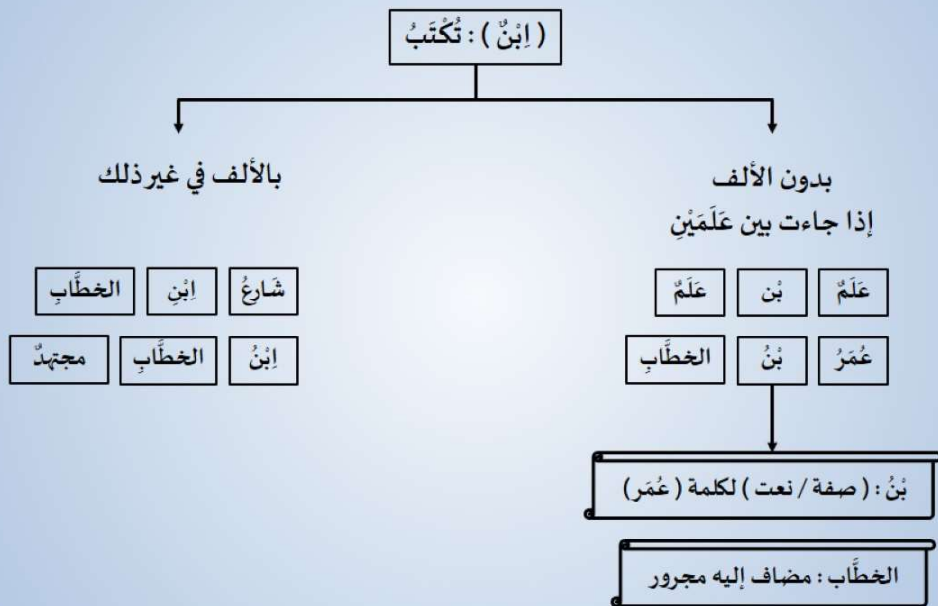 ( اِبْنٌ ) : تُكْتَبُ
بدون الألف
إذا جاءت بين عَلَمَيْنِ
عَلَمٌ بْن عَلَمٌ
عُمَرُ بْنُ الخطَّابِ
بْنُ : ( صفة / نعت ) لكلمة ( عُمَر)
الخطَّاب : مضاف إليه مجرور
بالألف في غير ذلك
شَارعُ اِبْنِ الخطَّابِ
اِبْنُ الخطَّابِ مجتهدٌ